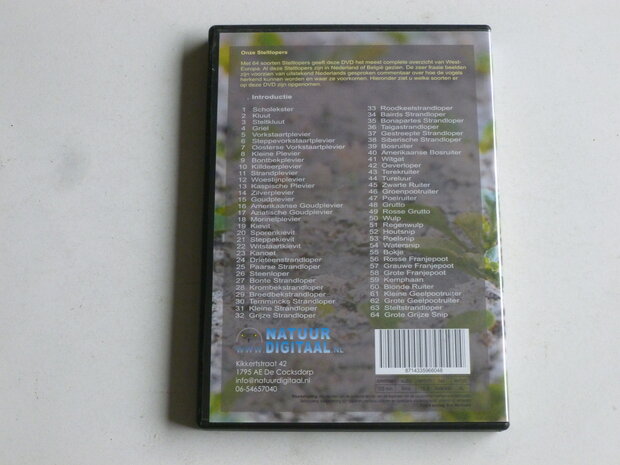 Onze Steltlopers
Met 64 soorten Steltlopers geeft deze DVD het meest complete overzicht van West-
Europa. Al deze Steltlopers zijn in Nederland of België gezien. De zeer fraaie beelden
zijn voorzien van uitstekend Nederlands gesproken commentaar over hoe de vogels
herkend kunnen worden en waar ze voorkomen. Hieronder ziet u welke soorten er
op deze DVD zijn opgenomen.
. Introductie
1 Scholekster
2 Kluut
3 Steltkluut
4 Griel
5 Vorkstaartplevier
6 Steppevorkstaartplevier
7 Oosterse Vorkstaartplevier
8 Kleine Plevier
9 Bontbekplevier
10 Killdeerplevier
11 Strandplevier
12 Woestijnplevier
13 Kaspische Plevier
14 Zilverplevier
15 Goudplevier
16 Amerikaanse Goudplevier
17 Aziatische Goudplevier
18 Morinelplevier
19 Kievit
20 Sporenkievit
21 Steppekievit
22 Witstaartkievit
23 Kanoet
24 Drieteenstrandloper
25 Paarse Strandloper
26 Steenloper
27 Bonte Strandloper
28 Krombekstrandloper
29 Breedbekstrandloper
30 Temmincks Strandloper
31 Kleine Strandloper
32 Grijze Strandloper
33 Roodkeelstrandloper
34 Bairds Strandloper
35 Bonapartes Strandloper
36 Taigastrandloper
37 Gestreepte Strandloper
38 Siberische Strandloper
39 Bosruiter
40 Amerikaanse Bosruiter
41 Witgat
42 Oeverloper
43 Terekruiter
44 Tureluur
45 Zwarte Ruiter
46 Groenpootruiter
47 Poelruiter
48 Grutto
49 Rosse Grutto
50 Wulp
51 Regenwulp
52 Houtsnip
53 Poelsnip
54 Watersnip
55 Bokje
56 Rosse Franjepoot
57 Grauwe Franjepoot
58 Grote Franjepoot
59 Kemphaan
60 Blonde Ruiter
61 Kleine Geelpootruiter
62 Grote Geelpootruiter
63 Steltstrandloper
64 Grote Grijze Snip
NATUUR
WWW.DIGITAAL.NL
Kikkertstraat 42
1795 AE De Cocksdorp
info@natuurdigitaal.nl
06-54657040
8714335968048